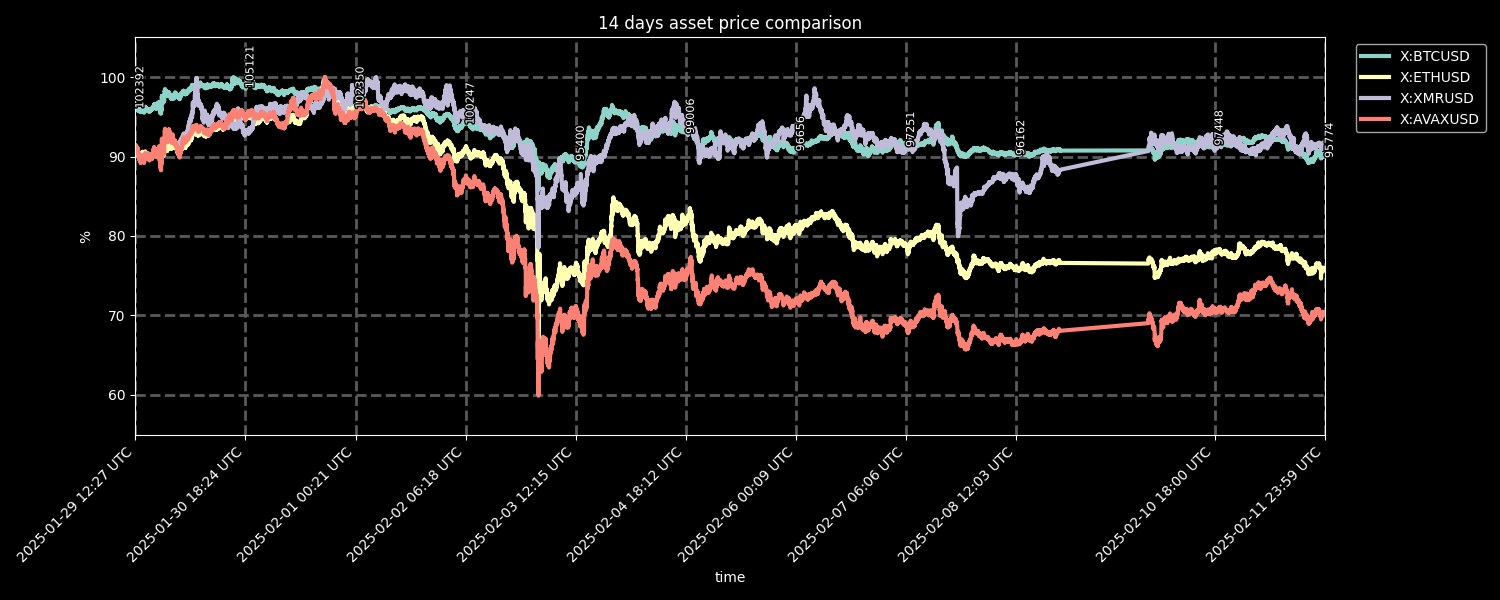 14 days asset price comparison
X:BTCUSD
X:ETHUSD
X:XMRUSD
X:AVAXUSD
100
90
80
70
60
%
102392
105121
102350
100247
95400
99006
96656
97251
96162
97448
95774
2025-01-29 12:27 UTC
2025-01-30 18:24 UTC
2025-02-01 00:21 UTC
2025-02-02 06:18 UTC
2025-02-03 12:15 UTC
2025-02-04 18:12 UTC
2025-02-06 00:09 UTC
2025-02-07 06:06 UTC
2025-02-08 12:03 UTC
2025-02-10 18:00 UTC
2025-02-11 23:59 UTC
time